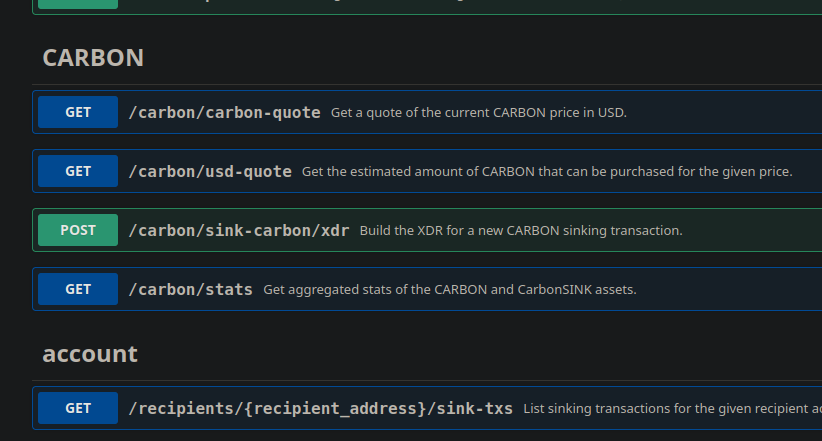 CARBON
GET /carbon/carbon-quote Get a quote of the current CARBON price in USD.
GET /carbon/usd-quote Get the estimated amount of CARBON that can be purchased for the given price.
POST /carbon/sink-carbon/xdr Build the XDR for a new CARBON sinking transaction.
GET /carbon/stats Get aggregated stats of the CARBON and CarbonSINK assets.
account
GET /recipients/{recipient_address}/sink-txs List sinking transactions for the given recipient